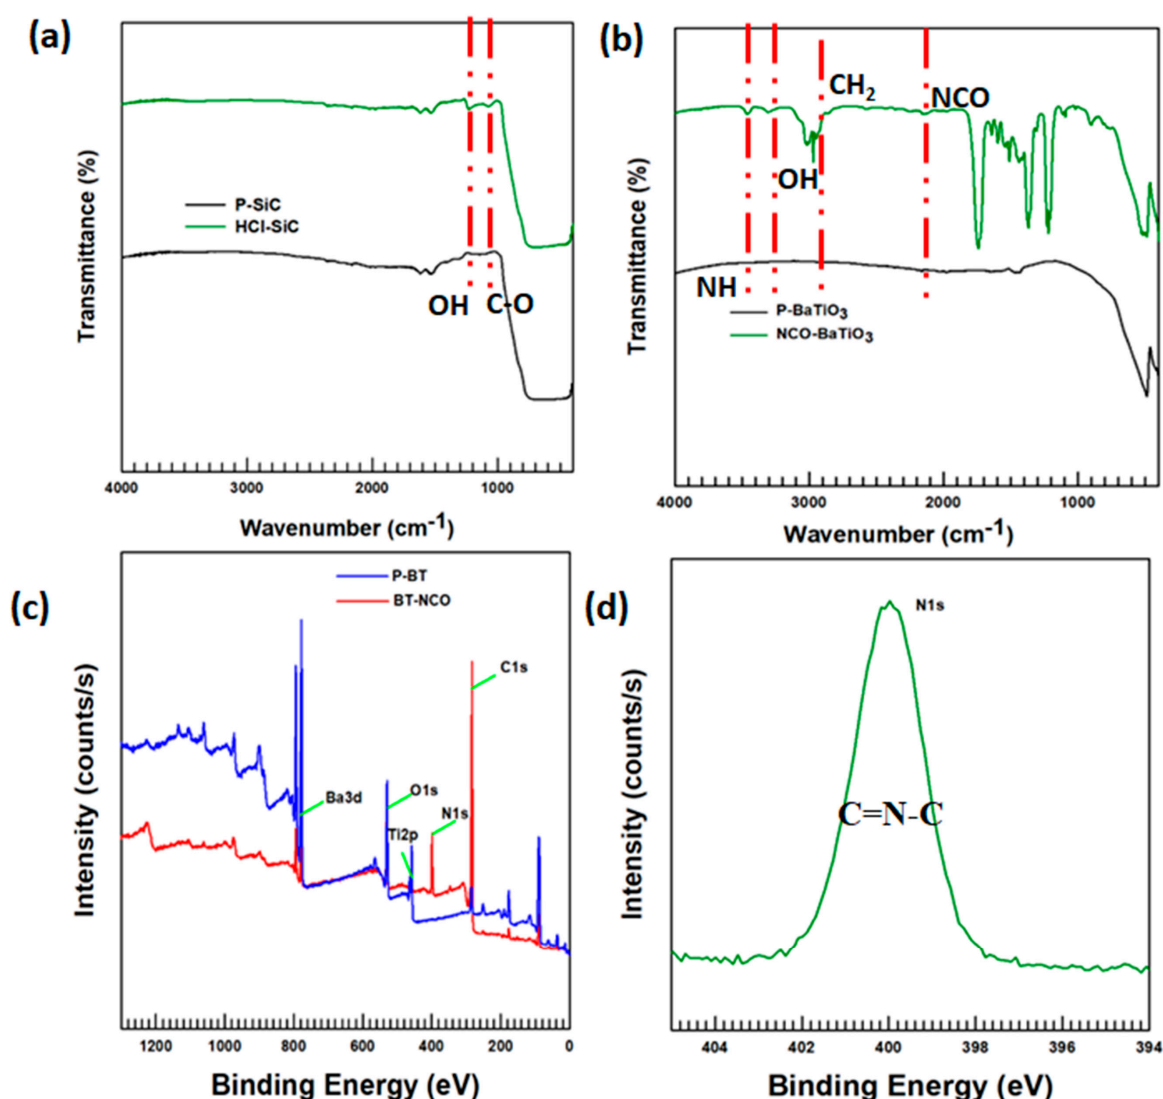 (a)
Transmittance (%)
P-SiC
HCl-SiC
OH
C-O
4000
3000
2000
1000
Wavenumber (cm-1)
(b)
Transmittance (%)
CH2
NCO
OH
NH
P-BaTiO3
NCO-BaTiO3
4000
3000
2000
1000
Wavenumber (cm-1)
(c)
Intensity (counts/s)
P-BT
BT-NCO
C1s
Ba3d
O1s
N1s
Ti2p
1200
1000
800
600
400
200
0
Binding Energy (eV)
(d)
Intensity (counts/s)
N1s
C=N-C
404
402
400
398
396
394
Binding Energy (eV)